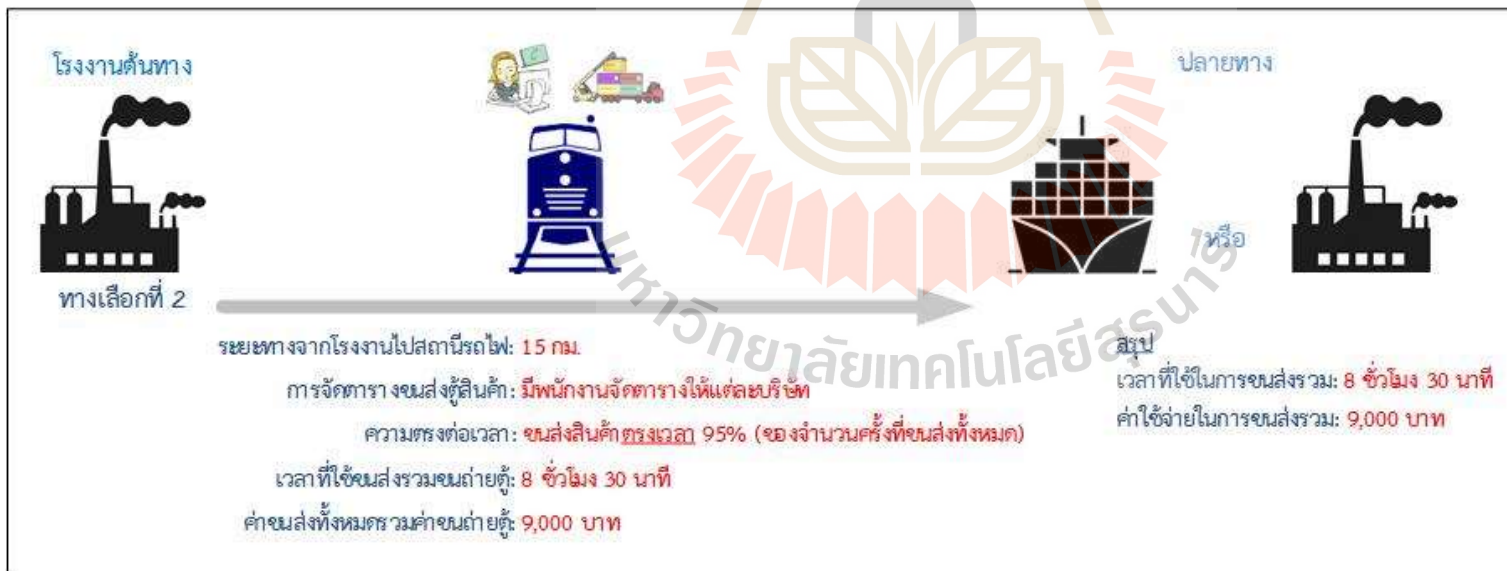 โรงงานต้นทาง
ปลายทาง
หรือ
ทางเลือกที่ 2
ระยะทางจากโรงงานไปสถานีรถไฟ: 15 กม.
การจัดตารางขนส่งตู้สินค้า: มีพนักงานจัดตารางให้แต่ละบริษัท
ความตรงต่อเวลา: ขนส่งสินค้าตรงเวลา 95% (ของจำนวนครั้งที่ขนส่งทั้งหมด)
เวลาที่ใช้ขนส่งรวมขนถ่ายตู้: 8 ชั่วโมง 30 นาที
ค่าขนส่งทั้งหมดรวมค่าขนถ่ายตู้: 9,000 บาท
สรุป
เวลาที่ใช้ในการขนส่งรวม: 8 ชั่วโมง 30 นาที
ค่าใช้จ่ายในการขนส่งรวม: 9,000 บาท
มหาวิทยาลัยเทคโนโลยีสุรนารี